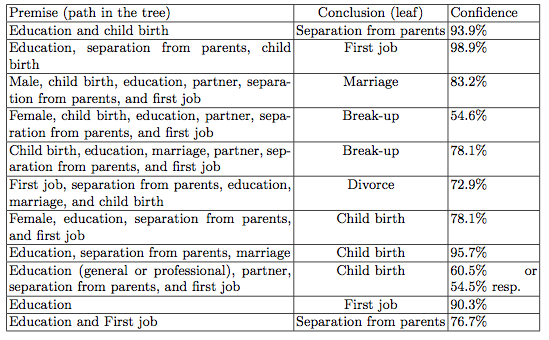 Premise (path in the tree) Conclusion (leaf) Confidence
Education and child birth Separation from parents 93.9%
Education, separation from parents, child First job 98.9%
birth
Male, child birth, education, partner, separa- Marriage 83.2%
tion from parents, and first job
Female, child birth, education, partner, sepa- Break-up 54.6%
ration from parents, and first job
Child birth, education, marriage, partner, sep- Break-up 78.1%
aration from parents, and first job
First job, separation from parents, education, Divorce 72.9%
marriage, and child birth
Female, education, separation from parents, Child birth 78.1%
and first job
Education, separation from parents, marriage Child birth 95.7%
Education (general or professional), partner, Child birth 60.5% or
separation from parents, and first job 54.5% resp.
Education First job 90.3%
Education and First job Separation from parents 76.7%